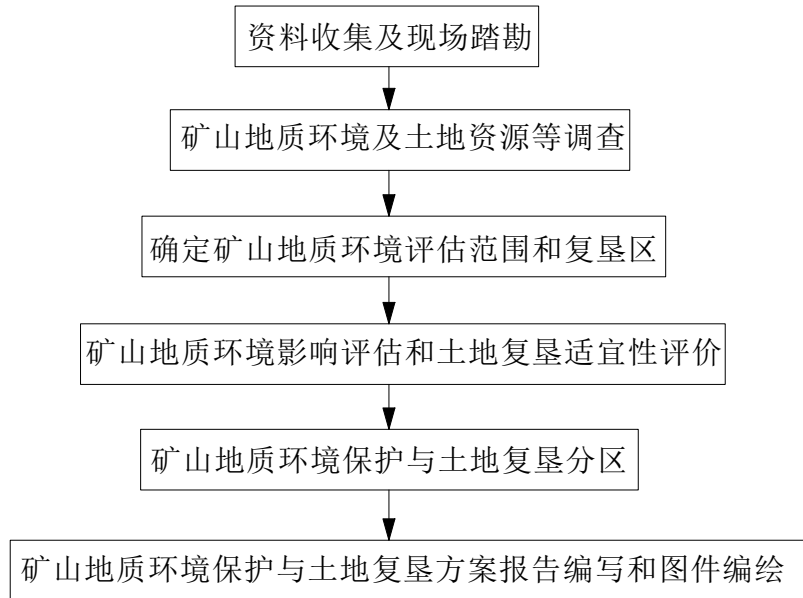 资料收集及现场踏勘
矿山地质环境及土地资源等调查
确定矿山地质环境评估范围和复垦区
矿山地质环境影响评估和土地复垦适宜性评价
矿山地质环境保护与土地复垦分区
矿山地质环境保护与土地复垦方案报告编写和图件编绘